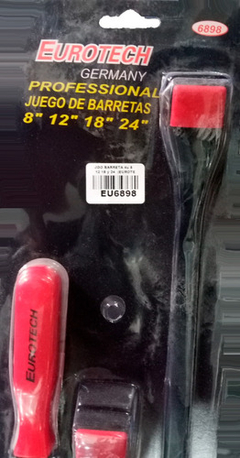 6898
EUROTECH
GERMANY
PROFESSIONAL
JUEGO DE BARRETAS
8" 12" 18" 24"
EU6898
EUROTECH